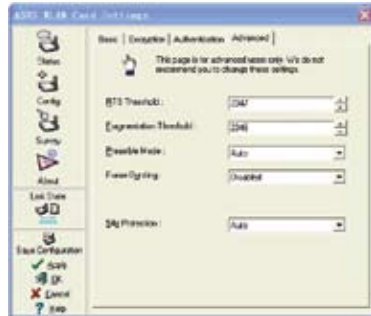 ASUS WLAN Card Settings
Status
Config
Survey
About
Link State
Save Configuration
Apply
OK
Cancel
Help
Basic | Encryption | Authentication | Advanced
This page is for advanced users only. We do not
recommend you to change these settings.
RTS Threshold : 2347
Fragmentation Threshold : 2346
Preamble Mode : Auto
Frame Bursting : Disabled
54g Protection : Auto